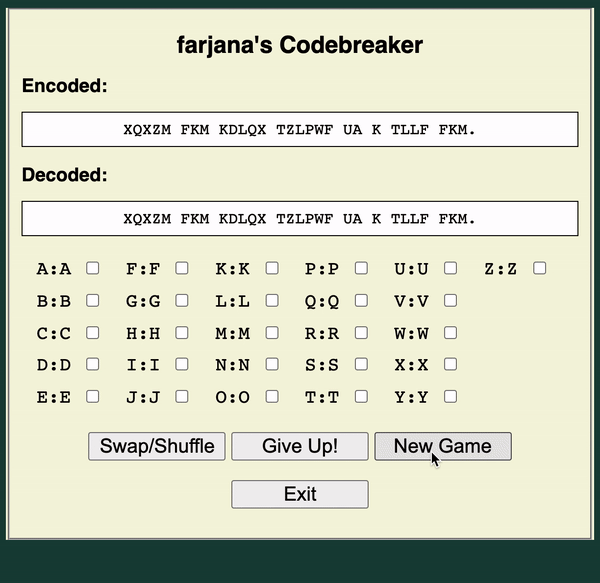 farjana's Codebreaker
Encoded:
XQXZM FKM KDLQX TZLPWF UA K TLLF FKM.
Decoded:
XQXZM FKM KDLQX TZLPWF UA K TLLF FKM.
A:A F:F K:K P:P U:U Z:Z
B:B G:G L:L Q:Q V:V
C:C H:H M:M R:R W:W
D:D I:I N:N S:S X:X
E:E J:J O:O T:T Y:Y
Swap/Shuffle Give Up! New Game
Exit